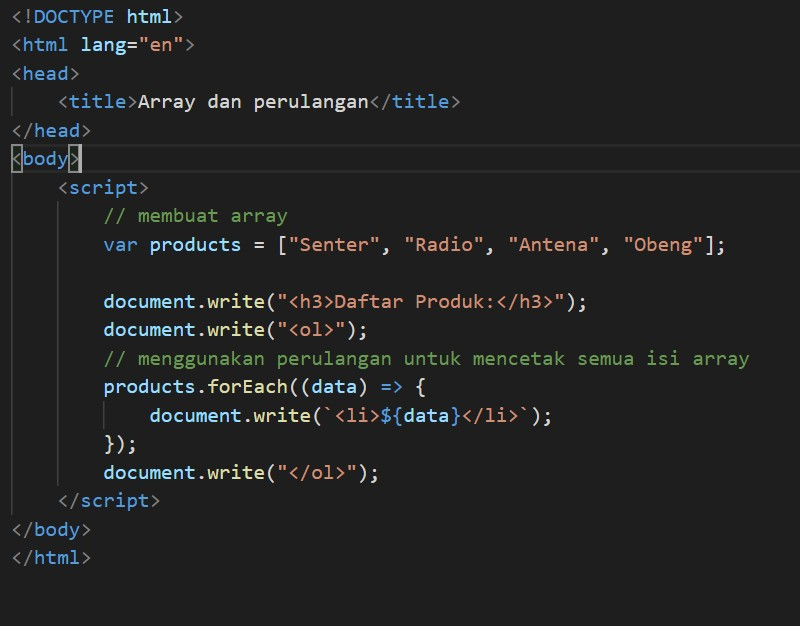 <!DOCTYPE html>
<html lang="en">
<head>
    <title>Array dan perulangan</title>
</head>
<body>
    <script>
        // membuat array
        var products = ["Senter", "Radio", "Antena", "Obeng"];

        document.write("<h3>Daftar Produk:</h3>");
        document.write("<ol>");
        // menggunakan perulangan untuk mencetak semua isi array
        products.forEach((data) => {
            document.write(`<li>${data}</li>`);
        });
        document.write("</ol>");
    </script>
</body>
</html>